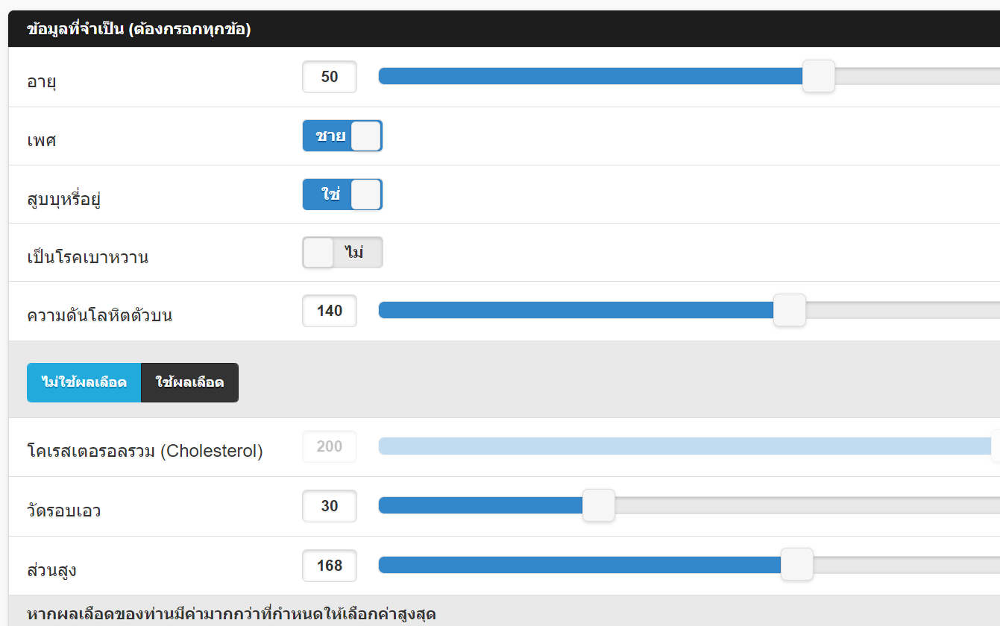 ข้อมูลที่จำเป็น (ต้องกรอกทุกข้อ)
อายุ 50
เพศ ชาย
สูบบุหรี่อยู่ ใช่
เป็นโรคเบาหวาน ไม่
ความดันโลหิตตัวบน 140
ไม่ใช้ผลเลือด ใช้ผลเลือด
โคเรสเตอรอลรวม (Cholesterol) 200
วัดรอบเอว 30
ส่วนสูง 168
หากผลเลือดของท่านมีค่ามากกว่าที่กำหนดให้เลือกค่าสูงสุด